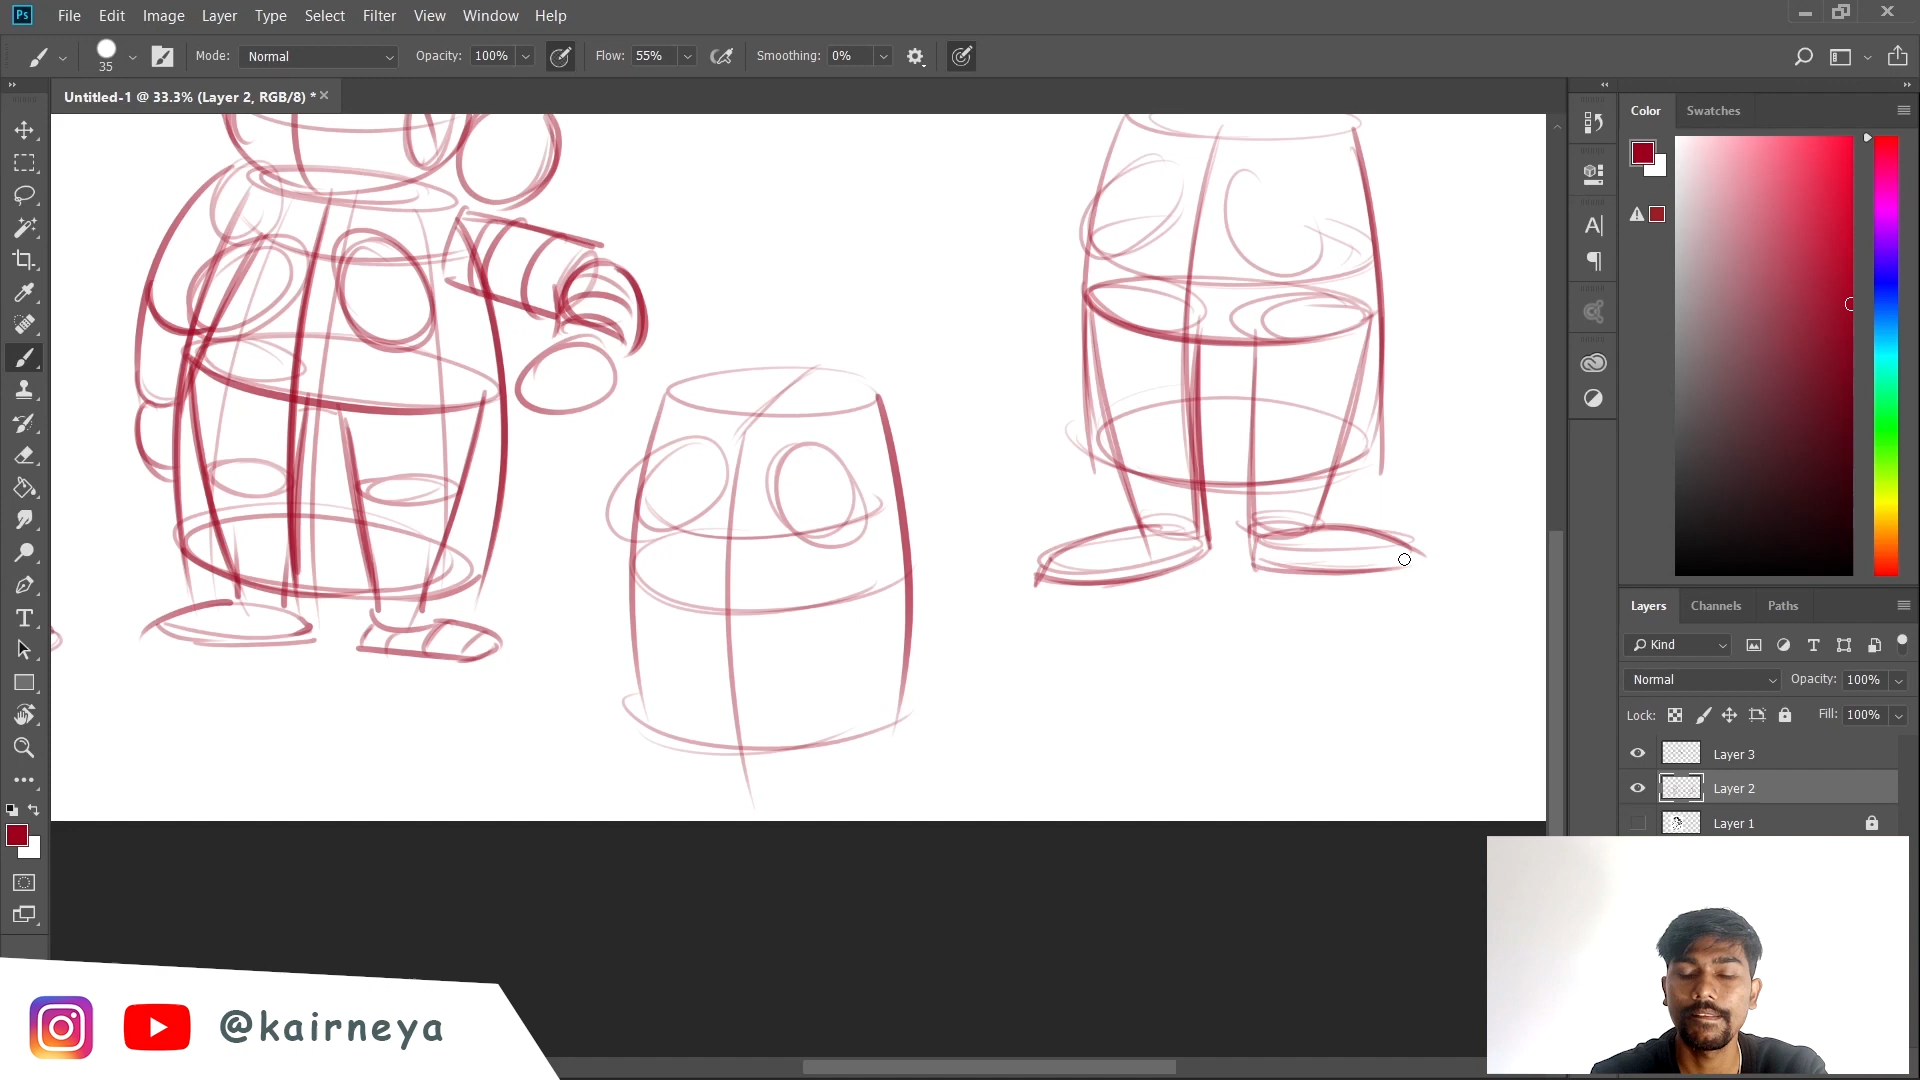 Ps File Edit Image Layer Type Select Filter View Window Help
35 Mode: Normal Opacity: 100% Flow: 55% Smoothing: 0%
Untitled-1 @ 33.3% (Layer 2, RGB/8) *
Color Swatches
Layers Channels Paths
Kind
Normal Opacity: 100%
Lock: Fill: 100%
Layer 3
Layer 2
Layer 1
@kairneya